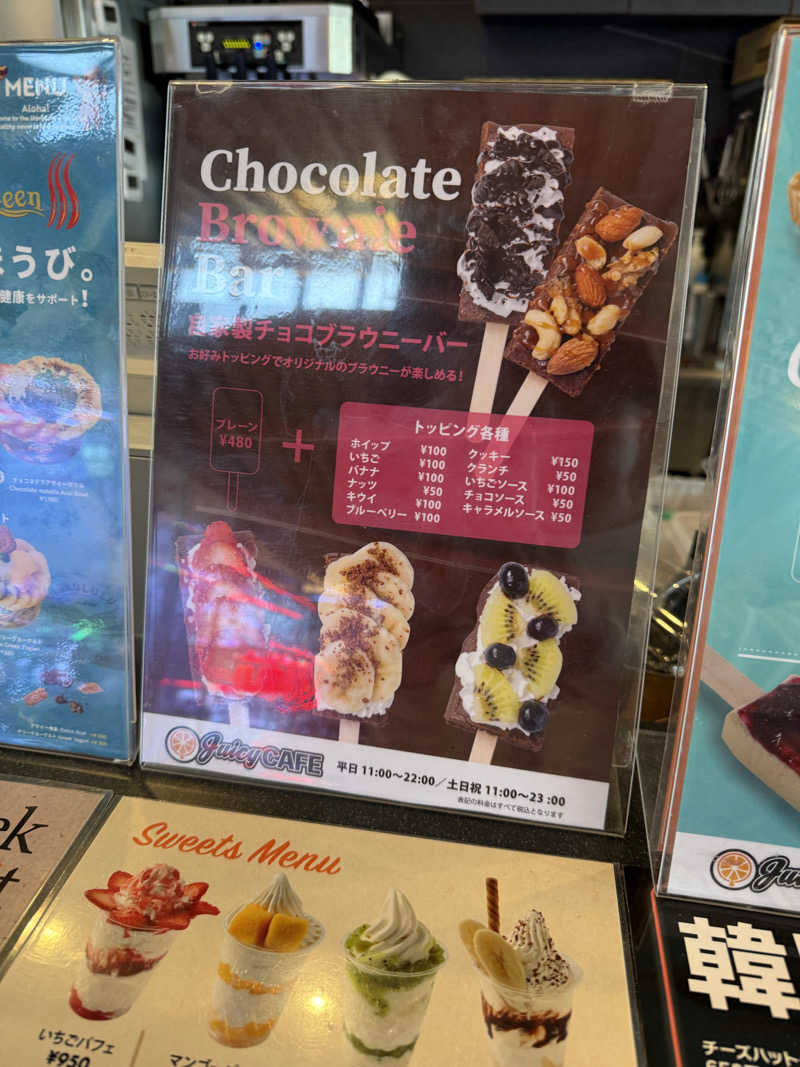 MENU
Aloha!
een
うび。
健康をサポート!
Chocolate
Brownie
Bar
自家製チョコブラウニーバー
お好みトッピングでオリジナルのブラウニーが楽しめる!
プレーン
¥480
+
トッピング各種
ホイップ ¥100
いちご ¥100
バナナ ¥100
ナッツ ¥50
キウイ ¥100
ブルーベリー ¥100
クッキー ¥150
クランチ ¥50
いちごソース ¥100
チョコソース ¥50
キャラメルソース ¥50
Juicy CAFE
平日 11:00〜22:00/土日祝 11:00〜23:00
表記の料金はすべて税込となります
Sweets Menu
いちごパフェ
¥950
マンゴー
ek
t
Jui
韓
チーズハット